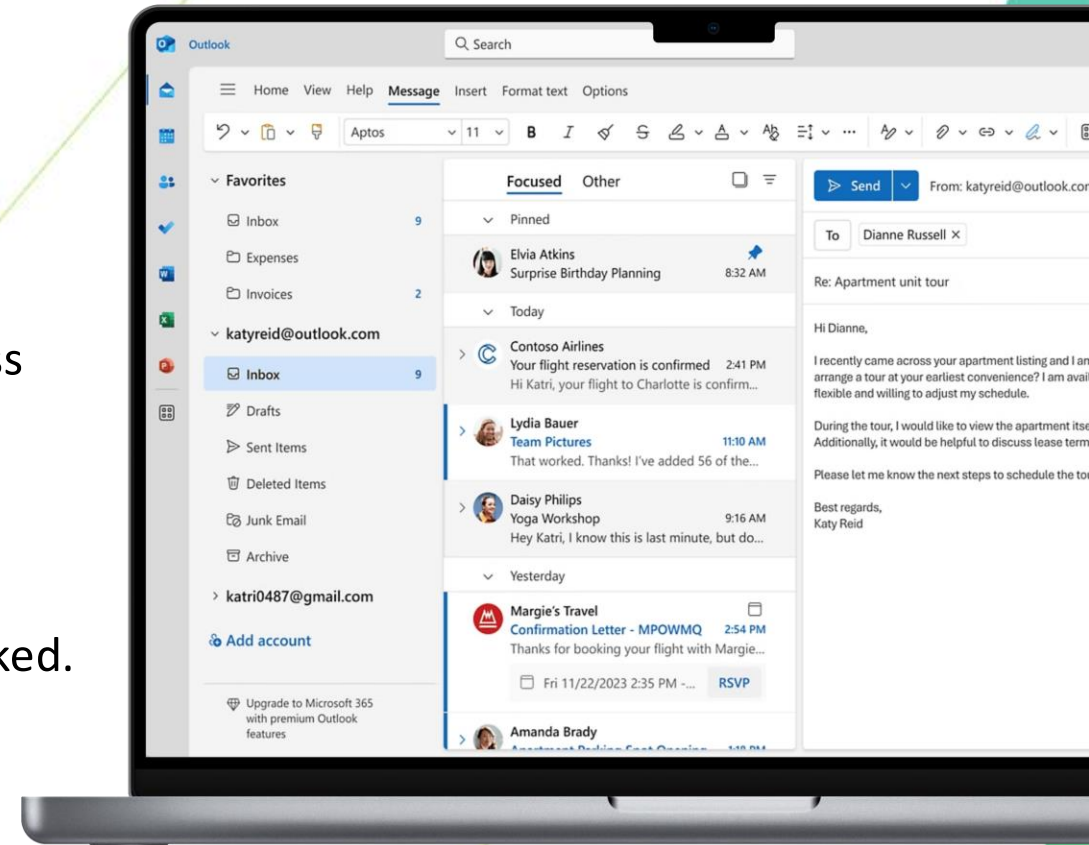 Outlook
Search
Home View Help Message Insert Format text Options
Aptos 11 B I
Favorites
Inbox 9
Expenses
Invoices 2
katyreid@outlook.com
Inbox 9
Drafts
Sent Items
Deleted Items
Junk Email
Archive
katri0487@gmail.com
Add account
Upgrade to Microsoft 365
with premium Outlook
features
Focused Other
Pinned
Elvia Atkins
Surprise Birthday Planning 8:32 AM
Today
Contoso Airlines
Your flight reservation is confirmed 2:41 PM
Hi Katri, your flight to Charlotte is confirm...
Lydia Bauer
Team Pictures 11:10 AM
That worked. Thanks! I've added 56 of the...
Daisy Philips
Yoga Workshop 9:16 AM
Hey Katri, I know this is last minute, but do...
Yesterday
Margie's Travel
Confirmation Letter - MPOWMQ 2:54 PM
Thanks for booking your flight with Margie...
Fri 11/22/2023 2:35 PM -... RSVP
Amanda Brady
Send From: katyreid@outlook.com
To Dianne Russell ×
Re: Apartment unit tour
Hi Dianne,
I recently came across your apartment listing and I
arrange a tour at your earliest convenience? I am
flexible and willing to adjust my schedule.
During the tour, I would like to view the apartment
Additionally, it would be helpful to discuss lease
Please let me know the next steps to schedule the
Best regards,
Katy Reid
ss
ked.